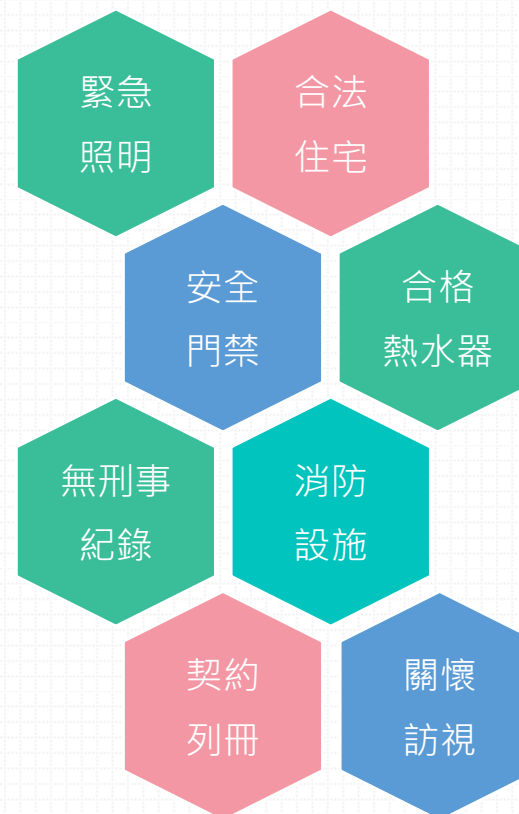 緊急
照明
合法
住宅
安全
門禁
合格
熱水器
無刑事
紀錄
消防
設施
契約
列冊
關懷
訪視